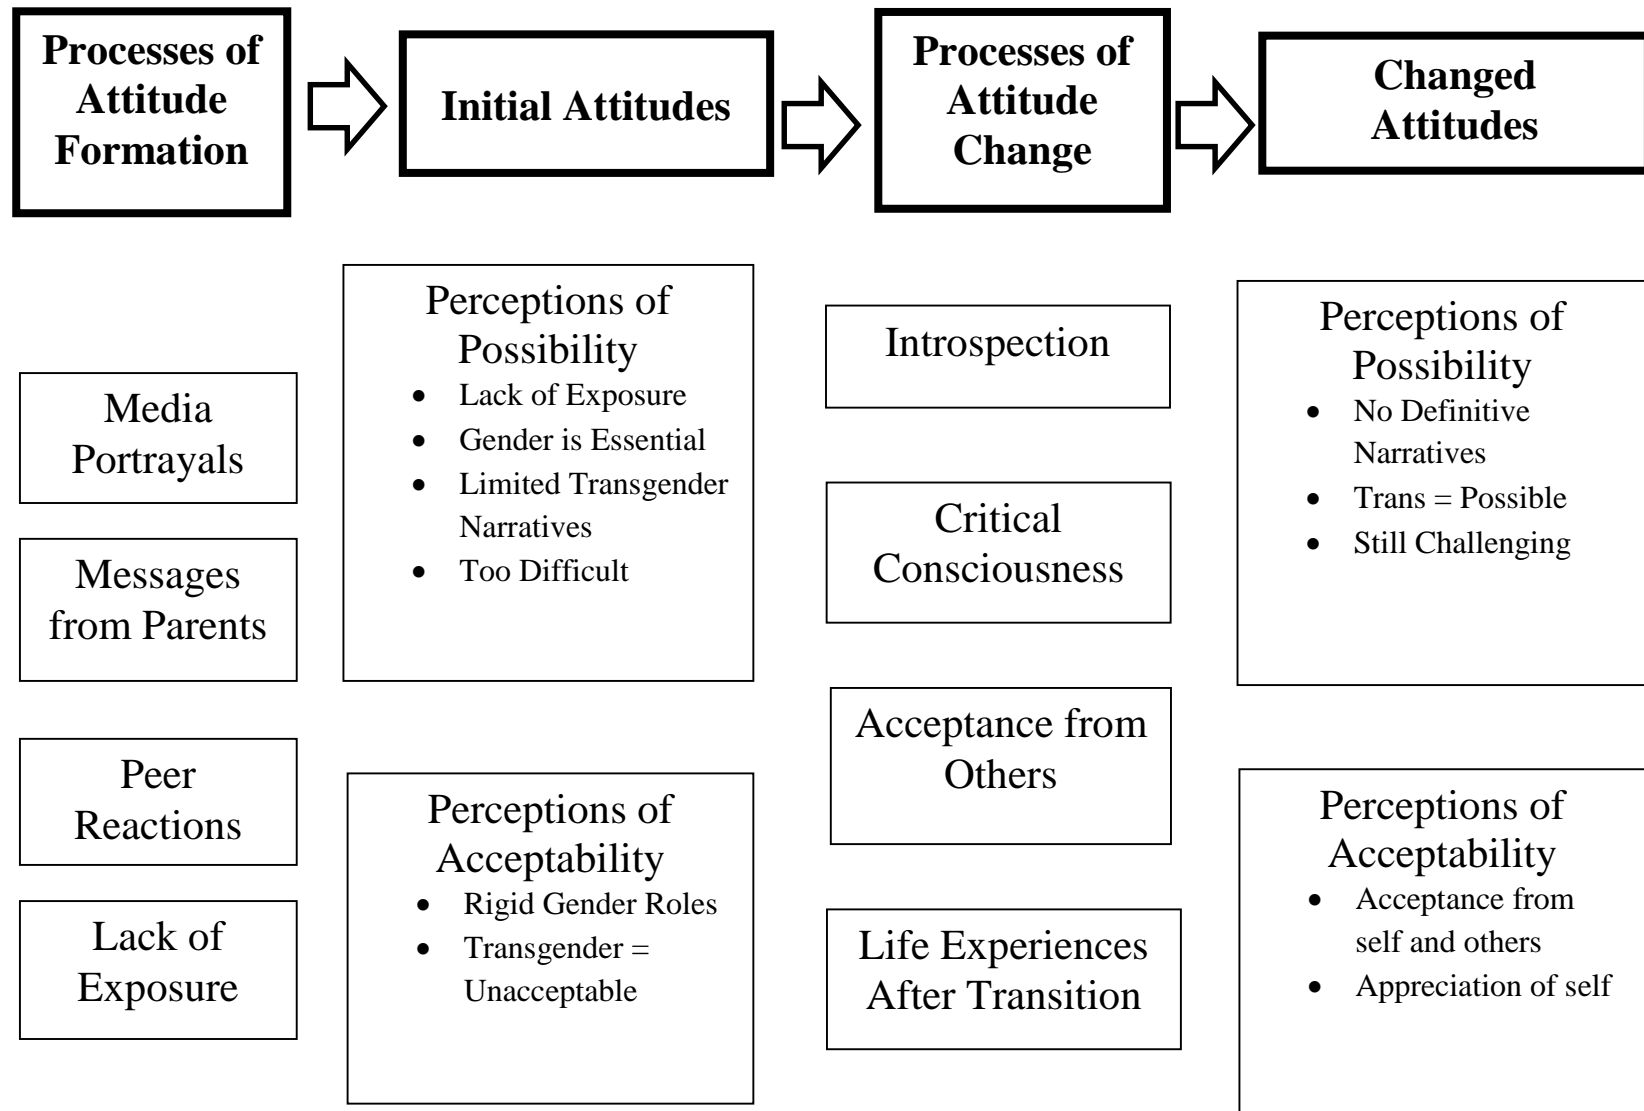 Processes of
Attitude
Formation
Initial Attitudes
Processes of
Attitude
Change
Changed
Attitudes
Media
Portrayals
Messages
from Parents
Peer
Reactions
Lack of
Exposure
Perceptions of
Possibility
• Lack of Exposure
• Gender is Essential
• Limited Transgender
Narratives
• Too Difficult
Perceptions of
Acceptability
• Rigid Gender Roles
• Transgender =
Unacceptable
Introspection
Critical
Consciousness
Acceptance from
Others
Life Experiences
After Transition
Perceptions of
Possibility
• No Definitive
Narratives
• Trans = Possible
• Still Challenging
Perceptions of
Acceptability
• Acceptance from
self and others
• Appreciation of self